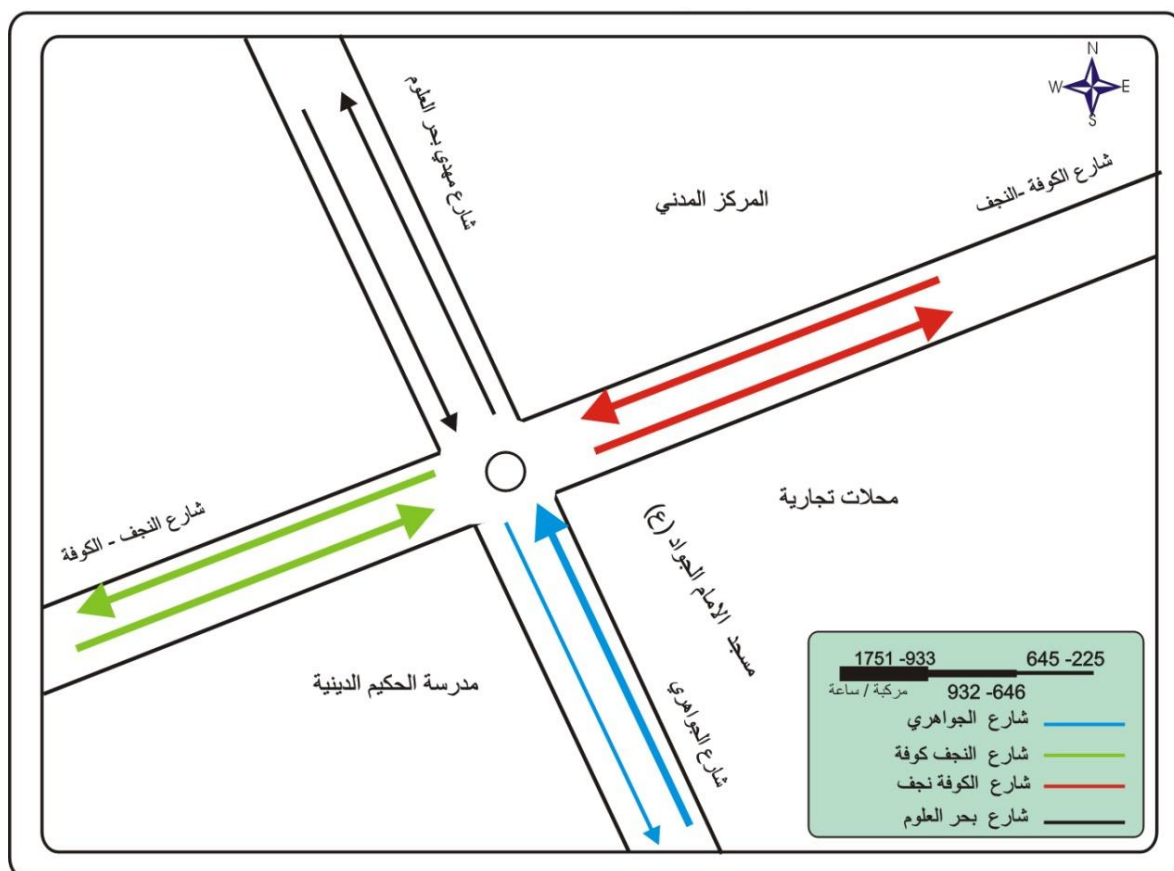 N
W E
S
شارع مهدي بحر العلوم
المركز المدني
شارع الكوفة -النجف
شارع النجف - الكوفة
محلات تجارية
مسجد الامام الجواد (ع)
مدرسة الحكيم الدينية
شارع الجواهري
1751 -933 645 -225
مركبة / ساعة 932 -646
شارع الجواهري
شارع النجف كوفة
شارع الكوفة نجف
شارع بحر العلوم